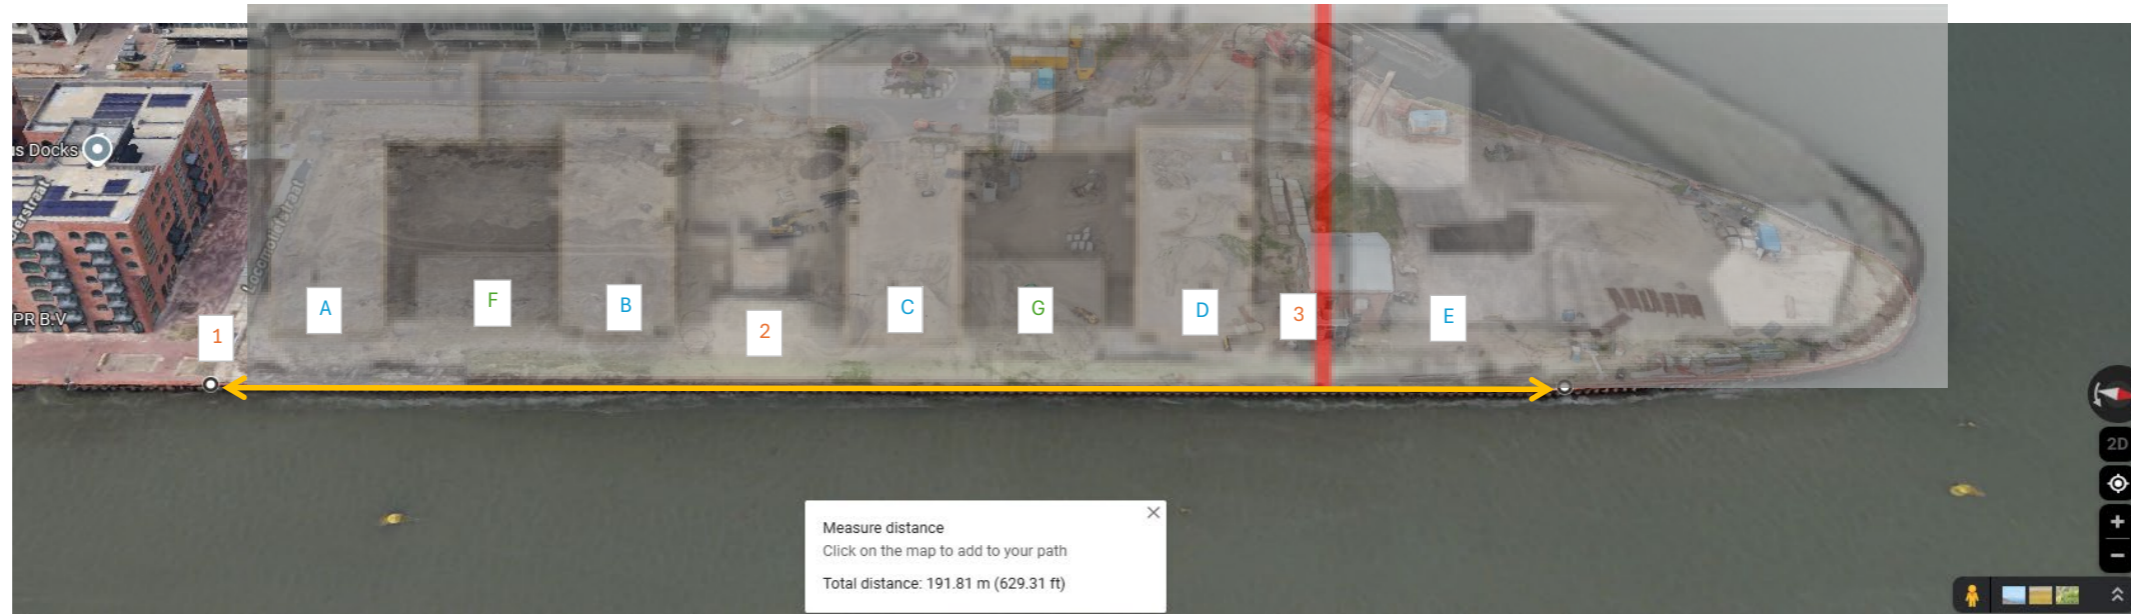 s Docks
Locomotiefstraat
PR B.V.
A
F
B
C
G
D
E
1
2
3
Measure distance
Click on the map to add to your path
Total distance: 191.81 m (629.31 ft)
2D